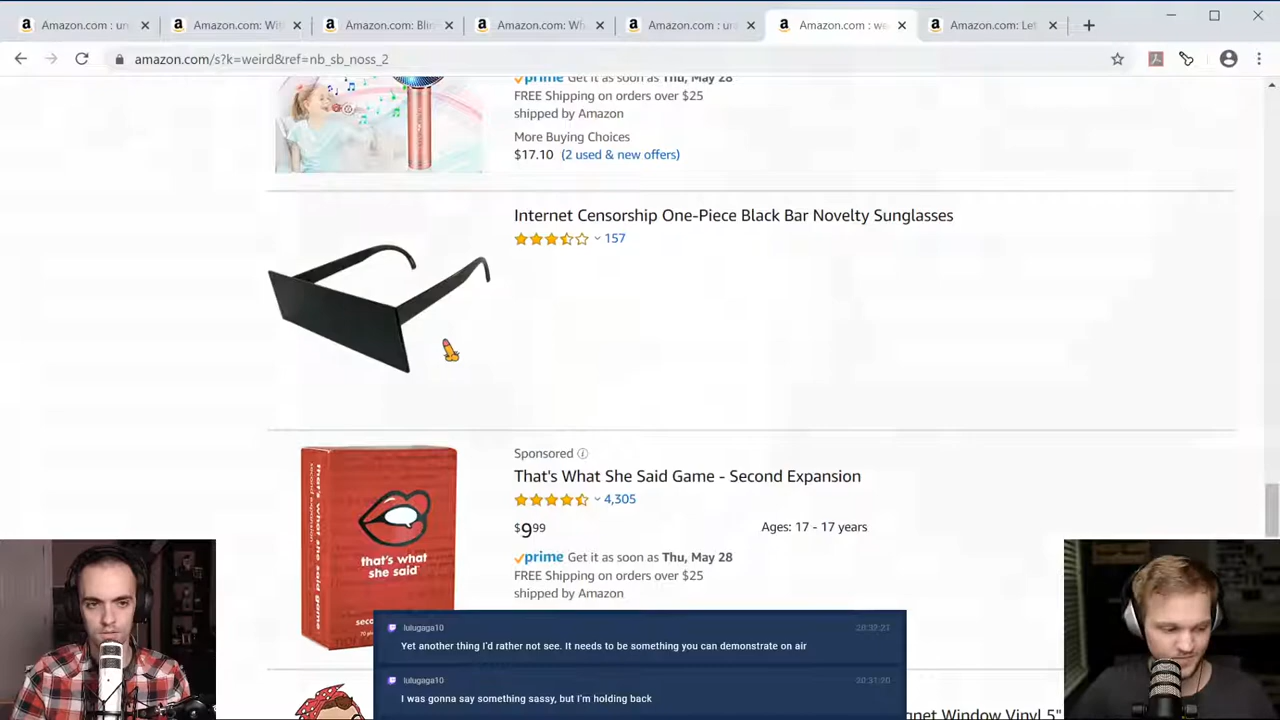 Amazon.com : un
Amazon.com: Wit
Amazon.com: Blin
Amazon.com: Wh
Amazon.com : un
Amazon.com : we
Amazon.com: Let
amazon.com/s?k=weird&ref=nb_sb_noss_2
prime Get it as soon as Thu, May 28
FREE Shipping on orders over $25
shipped by Amazon
More Buying Choices
$17.10 (2 used & new offers)
Internet Censorship One-Piece Black Bar Novelty Sunglasses
157
Sponsored
That's What She Said Game - Second Expansion
4,305
$9.99
Ages: 17 - 17 years
prime Get it as soon as Thu, May 28
FREE Shipping on orders over $25
shipped by Amazon
that's what she said game
second expansion
that's what
she said
lulugaga10
Yet another thing I'd rather not see. It needs to be something you can demonstrate on air
lulugaga10
I was gonna say something sassy, but I'm holding back
Window Vinyl 5"